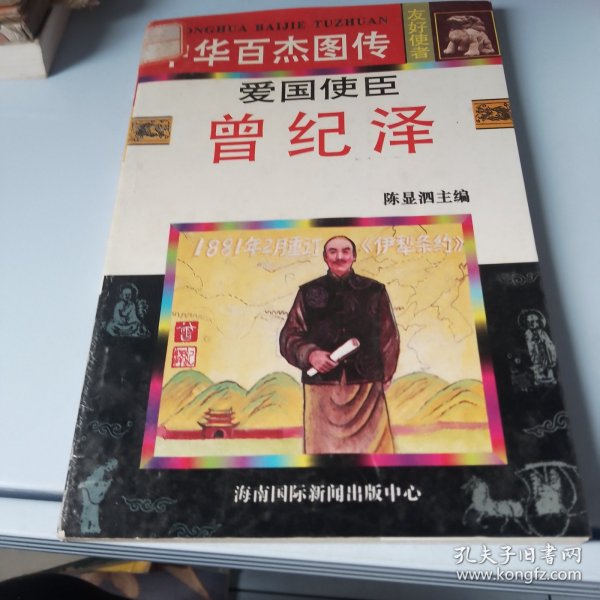 ONGHUA BAIJIE TUZHUAN
华百杰图传
友好使者
爱国使臣
曾纪泽
陈显泗主编
1881年2月重订《伊犁条约》
海南国际新闻出版中心
孔夫子旧书网
www.kongfz.com